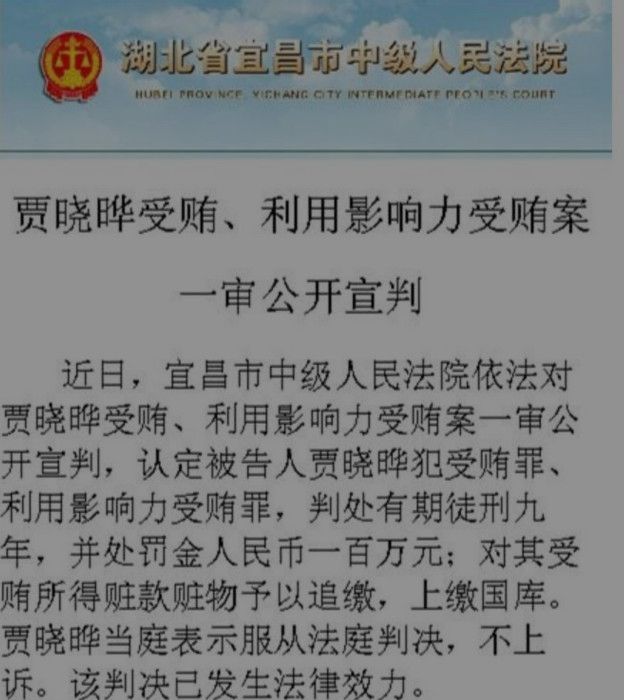 湖北省宜昌市中级人民法院
HUBEI PROVINCE, YICHANG CITY INTERMEDIATE PEOPLE'S COURT
贾晓晔受贿、利用影响力受贿案
一审公开宣判
近日，宜昌市中级人民法院依法对
贾晓晔受贿、利用影响力受贿案一审公
开宣判，认定被告人贾晓晔犯受贿罪、
利用影响力受贿罪，判处有期徒刑九
年，并处罚金人民币一百万元；对其受
贿所得赃款赃物予以追缴，上缴国库。
贾晓晔当庭表示服从法庭判决，不上
诉。该判决已发生法律效力。